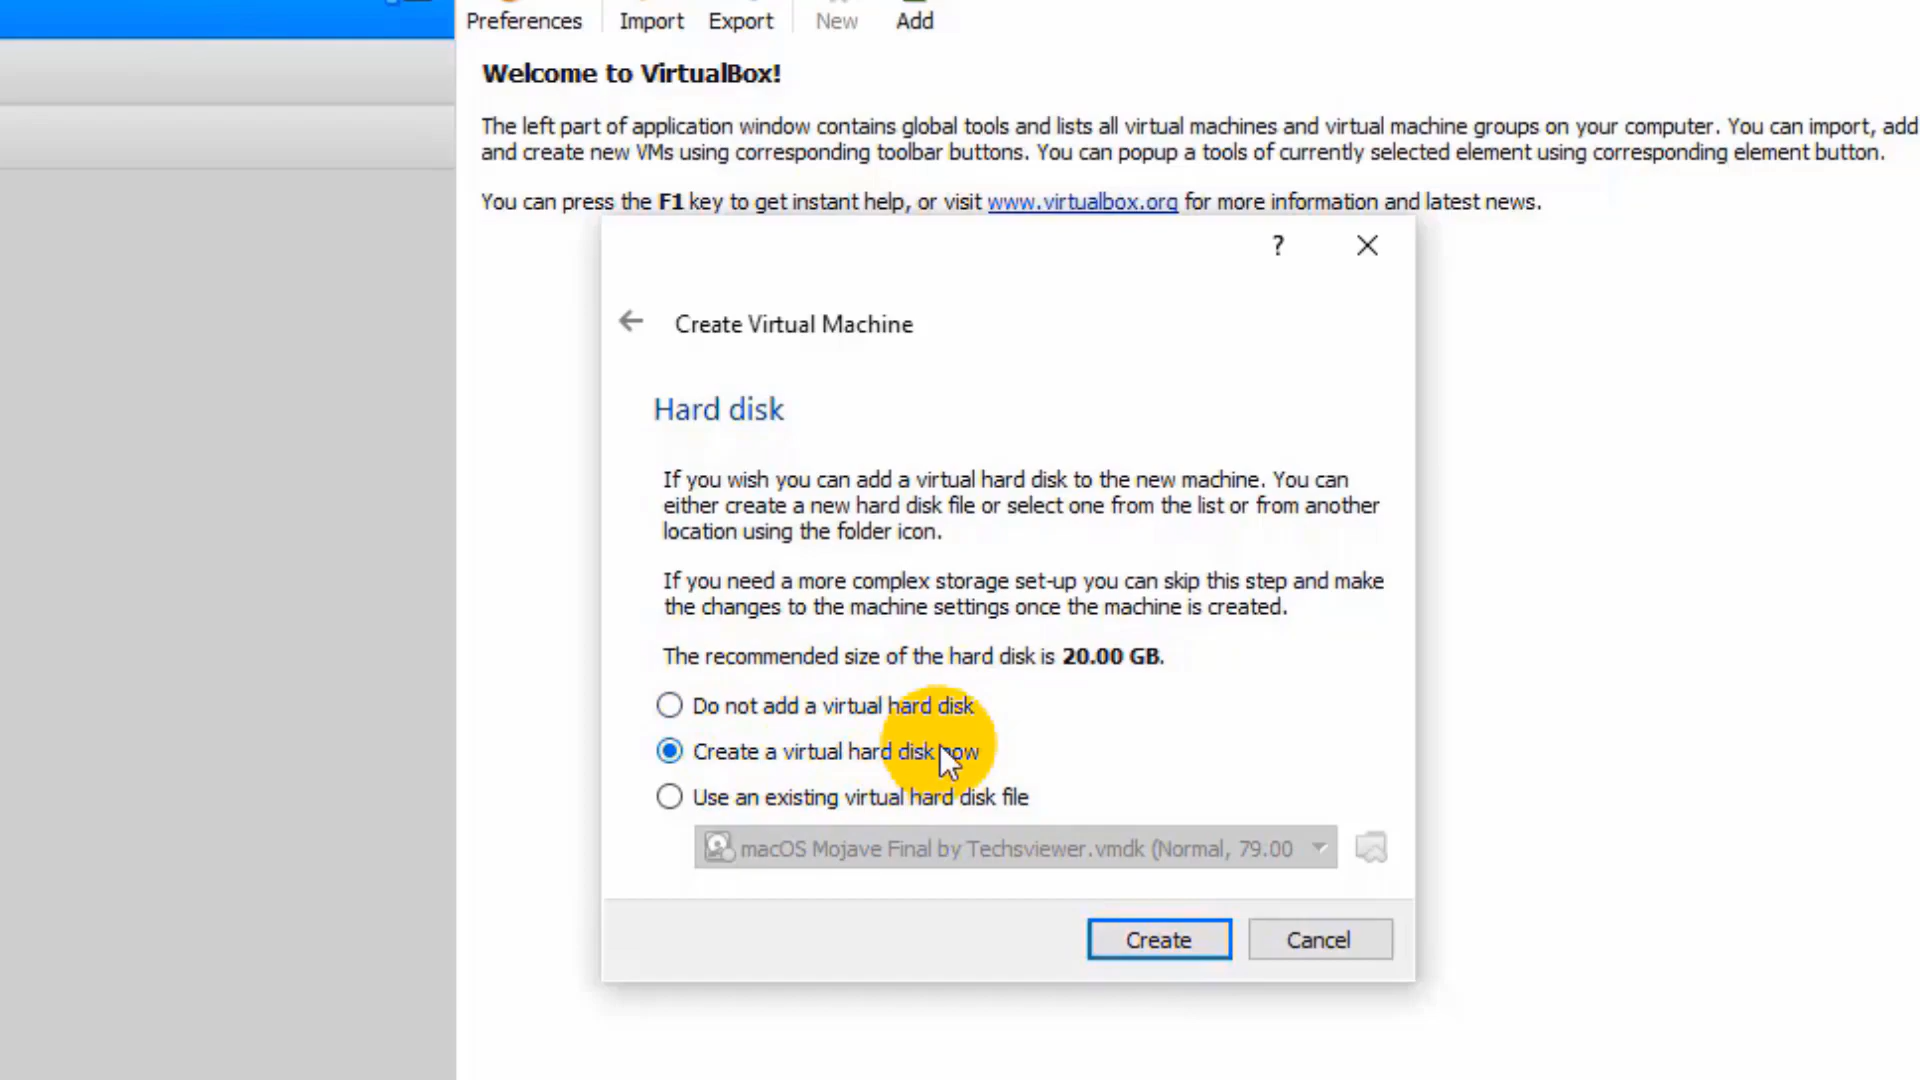 Preferences Import Export New Add
Welcome to VirtualBox!
The left part of application window contains global tools and lists all virtual machines and virtual machine groups on your computer. You can import, add
and create new VMs using corresponding toolbar buttons. You can popup a tools of currently selected element using corresponding element button.
You can press the F1 key to get instant help, or visit www.virtualbox.org for more information and latest news.
?
Create Virtual Machine
Hard disk
If you wish you can add a virtual hard disk to the new machine. You can
either create a new hard disk file or select one from the list or from another
location using the folder icon.
If you need a more complex storage set-up you can skip this step and make
the changes to the machine settings once the machine is created.
The recommended size of the hard disk is 20.00 GB.
Do not add a virtual hard disk
Create a virtual hard disk now
Use an existing virtual hard disk file
macOS Mojave Final by Techsviewer.vmdk (Normal, 79.00
Create Cancel